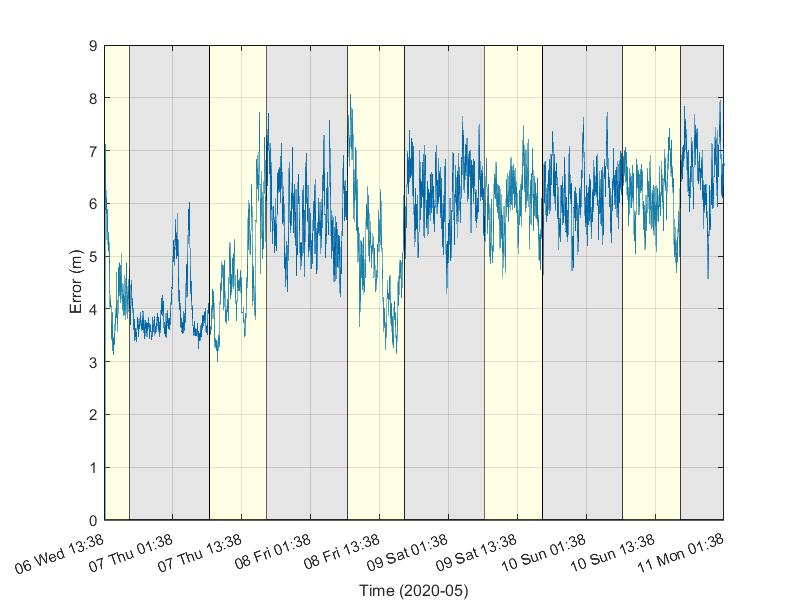 9
8
7
6
5
4
3
2
1
0
Error (m)
06 Wed 13:38
07 Thu 01:38
07 Thu 13:38
08 Fri 01:38
08 Fri 13:38
09 Sat 01:38
09 Sat 13:38
10 Sun 01:38
10 Sun 13:38
11 Mon 01:38
Time (2020-05)